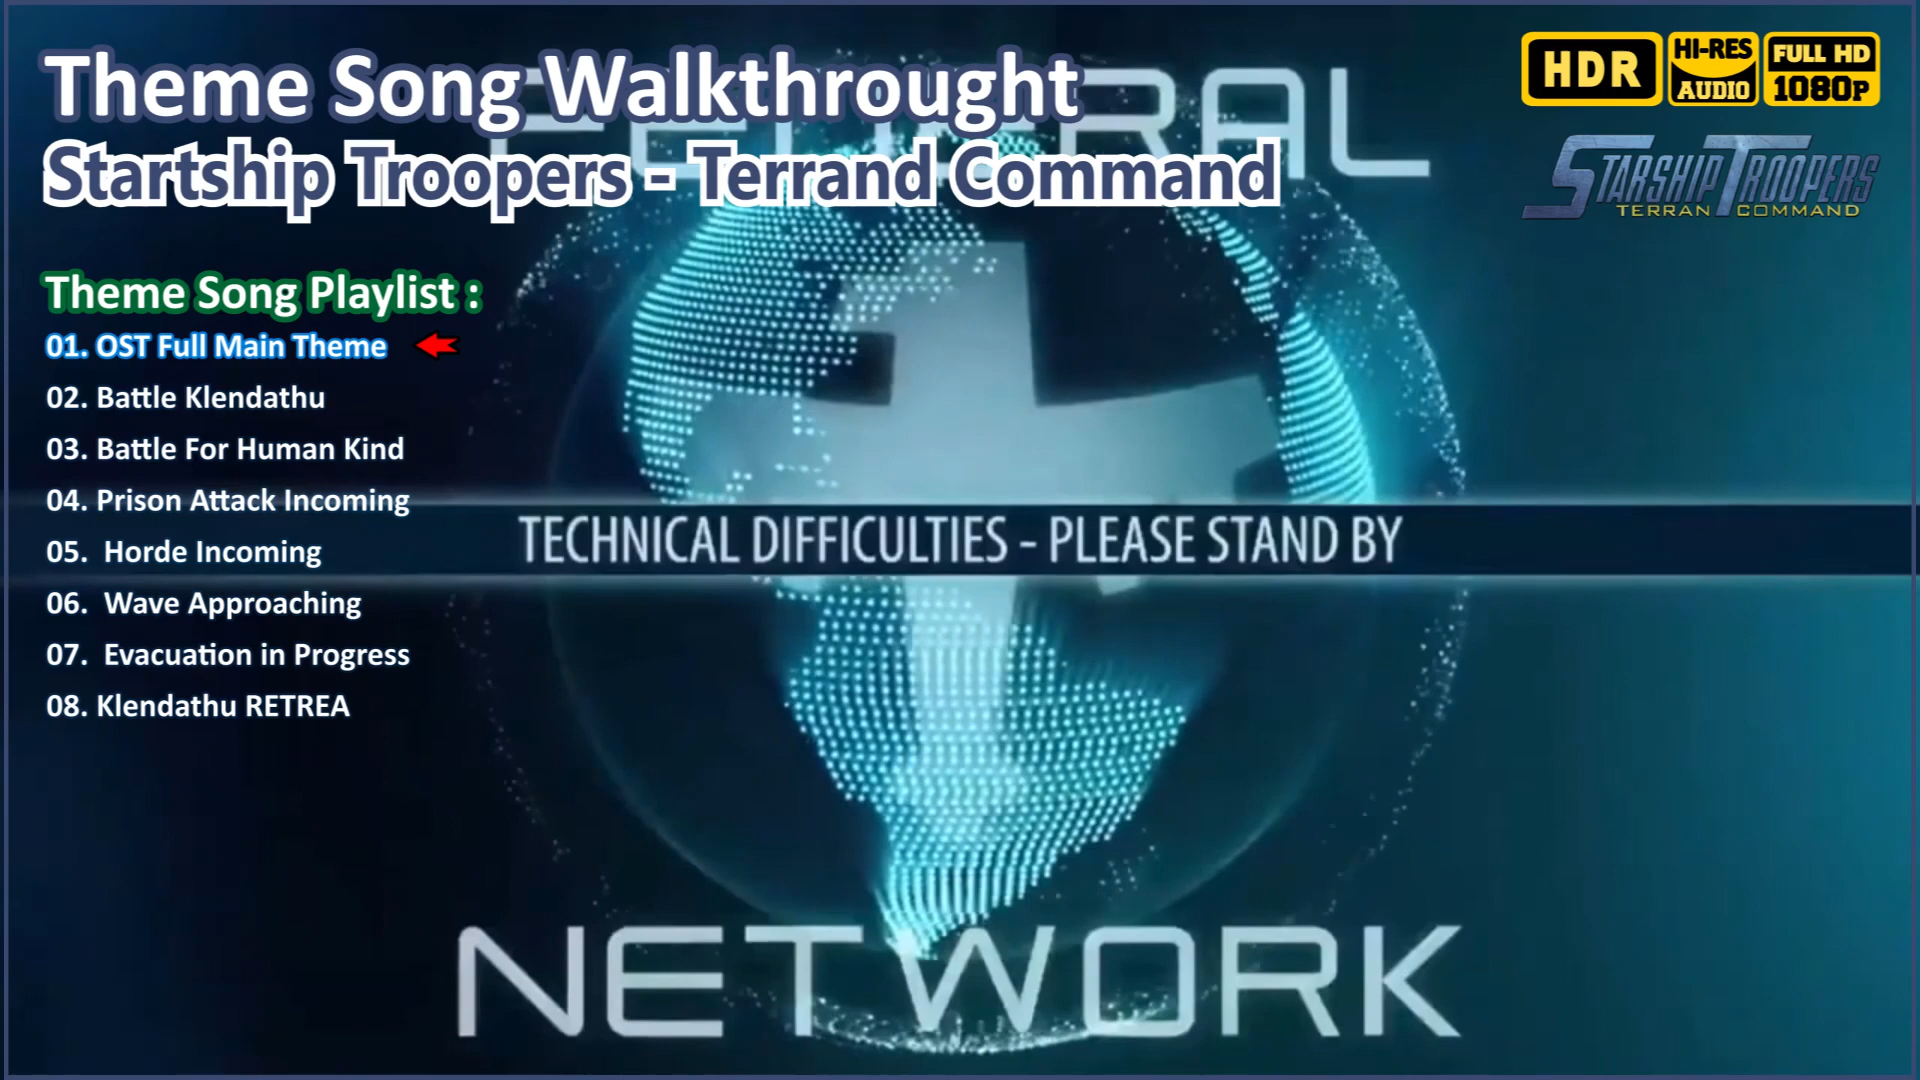 Theme Song Walkthrought
Startship Troopers - Terrand Command
HDR
HI-RES
AUDIO
FULL HD
1080p
STARSHIP TROOPERS
TERRAN COMMAND
FEDERAL
Theme Song Playlist :
01. OST Full Main Theme
02. Battle Klendathu
03. Battle For Human Kind
04. Prison Attack Incoming
05. Horde Incoming
06. Wave Approaching
07. Evacuation in Progress
08. Klendathu RETREA
TECHNICAL DIFFICULTIES - PLEASE STAND BY
NETWORK